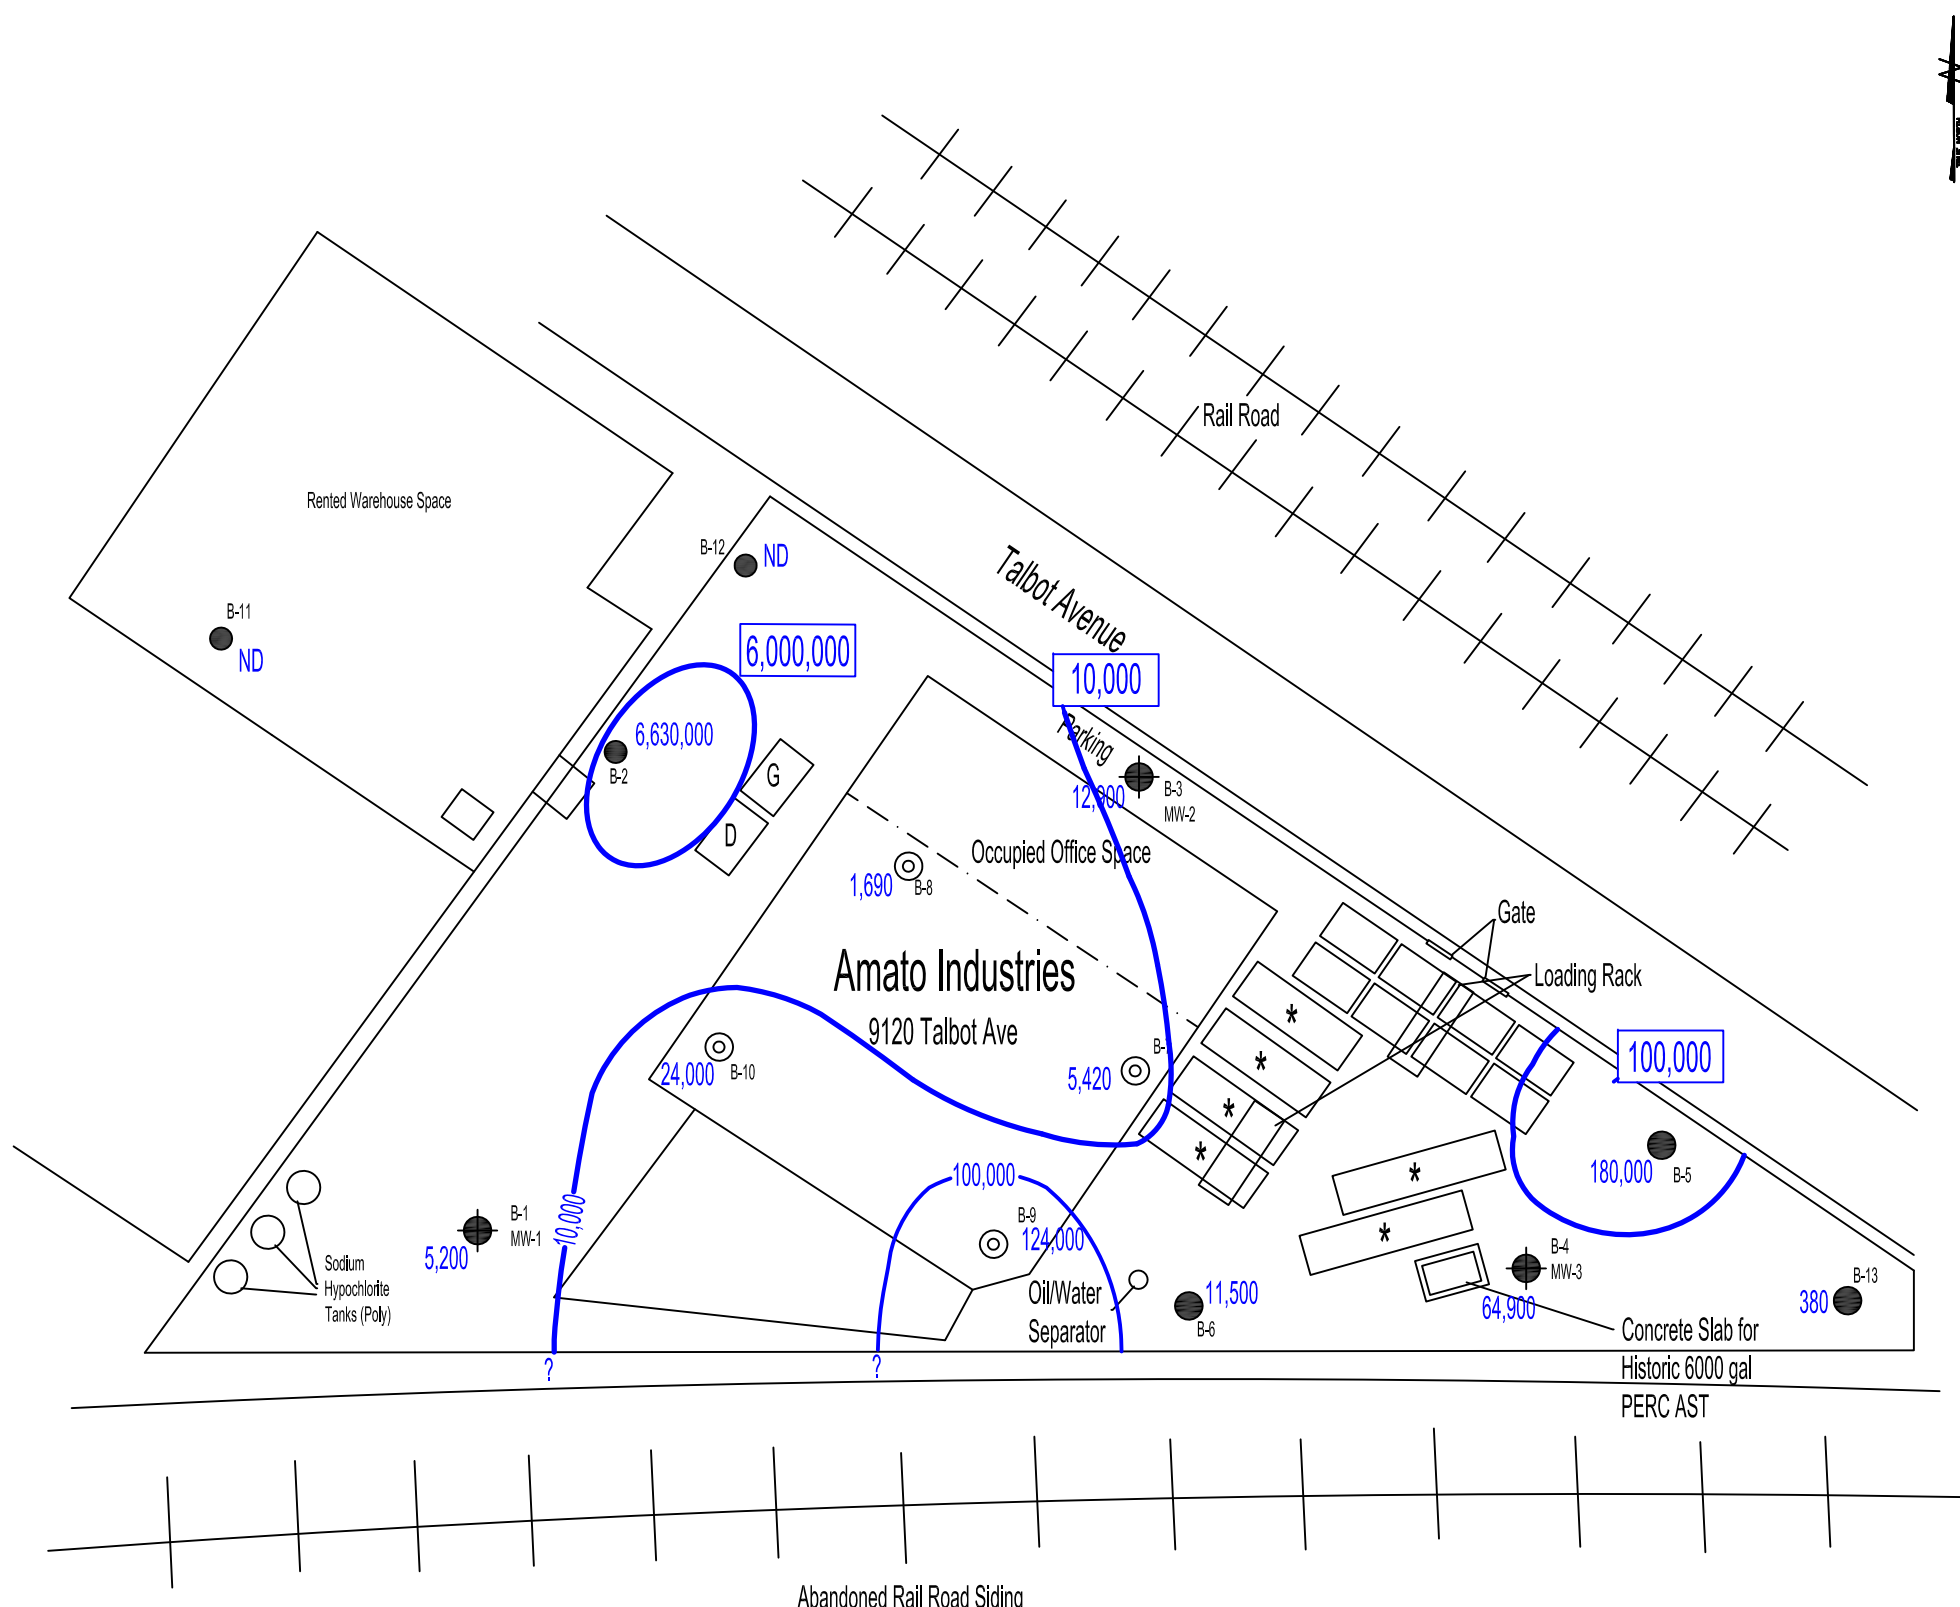 Rail Road
Rented Warehouse Space
B-12
ND
Talbot Avenue
B-11
ND
6,000,000
10,000
Parking
6,630,000
B-2
G
D
B-3
MW-2
12,900
Occupied Office Space
1,690
B-8
Gate
Amato Industries
9120 Talbot Ave
Loading Rack
*
*
*
*
*
*
24,000
B-10
5,420
100,000
180,000
B-5
100,000
10,000
B-1
MW-1
5,200
B-9
124,000
Sodium
Hypochlorite
Tanks (Poly)
Oil/Water
Separator
11,500
B-6
B-4
MW-3
64,900
B-13
380
Concrete Slab for
Historic 6000 gal
PERC AST
?
?
Abandoned Rail Road Siding